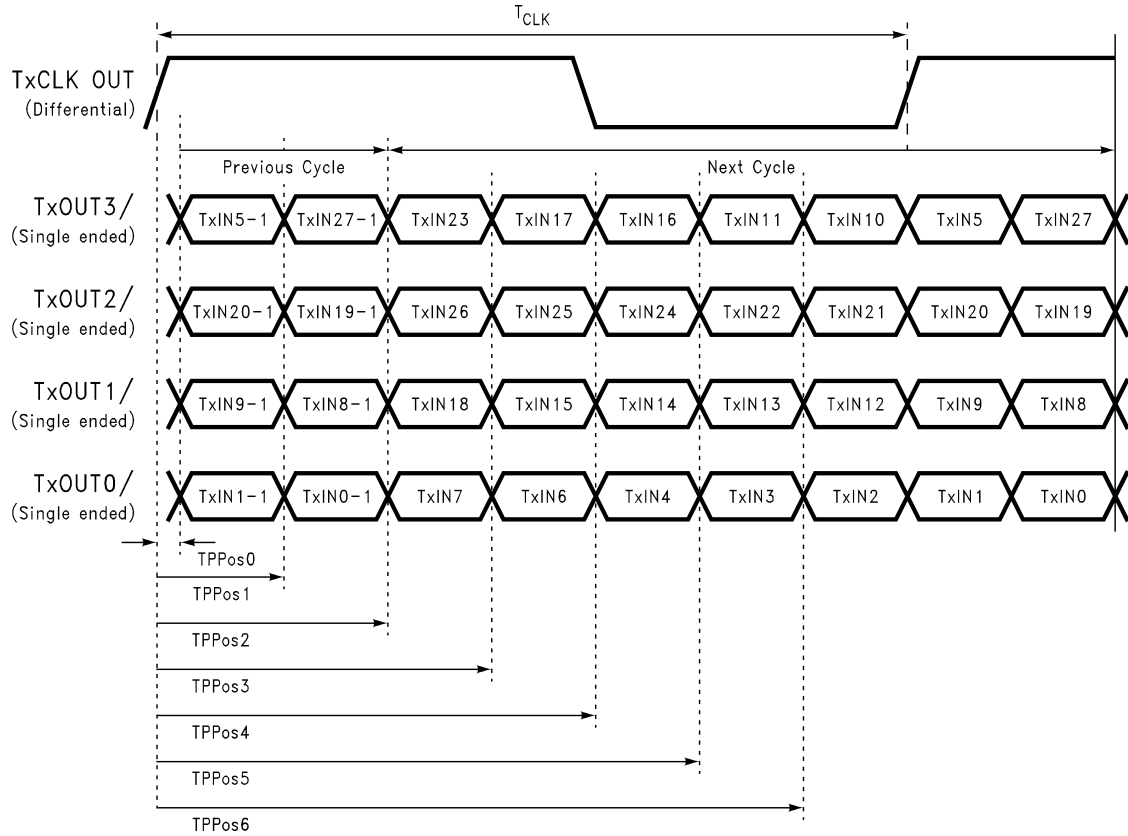 TCLK
TxCLK OUT
(Differential)
Previous Cycle Next Cycle
TxOUT3/
(Single ended)
TxIN5-1 TxIN27-1 TxIN23 TxIN17 TxIN16 TxIN11 TxIN10 TxIN5 TxIN27
TxOUT2/
(Single ended)
TxIN20-1 TxIN19-1 TxIN26 TxIN25 TxIN24 TxIN22 TxIN21 TxIN20 TxIN19
TxOUT1/
(Single ended)
TxIN9-1 TxIN8-1 TxIN18 TxIN15 TxIN14 TxIN13 TxIN12 TxIN9 TxIN8
TxOUT0/
(Single ended)
TxIN1-1 TxIN0-1 TxIN7 TxIN6 TxIN4 TxIN3 TxIN2 TxIN1 TxIN0
TPPos0
TPPos1
TPPos2
TPPos3
TPPos4
TPPos5
TPPos6